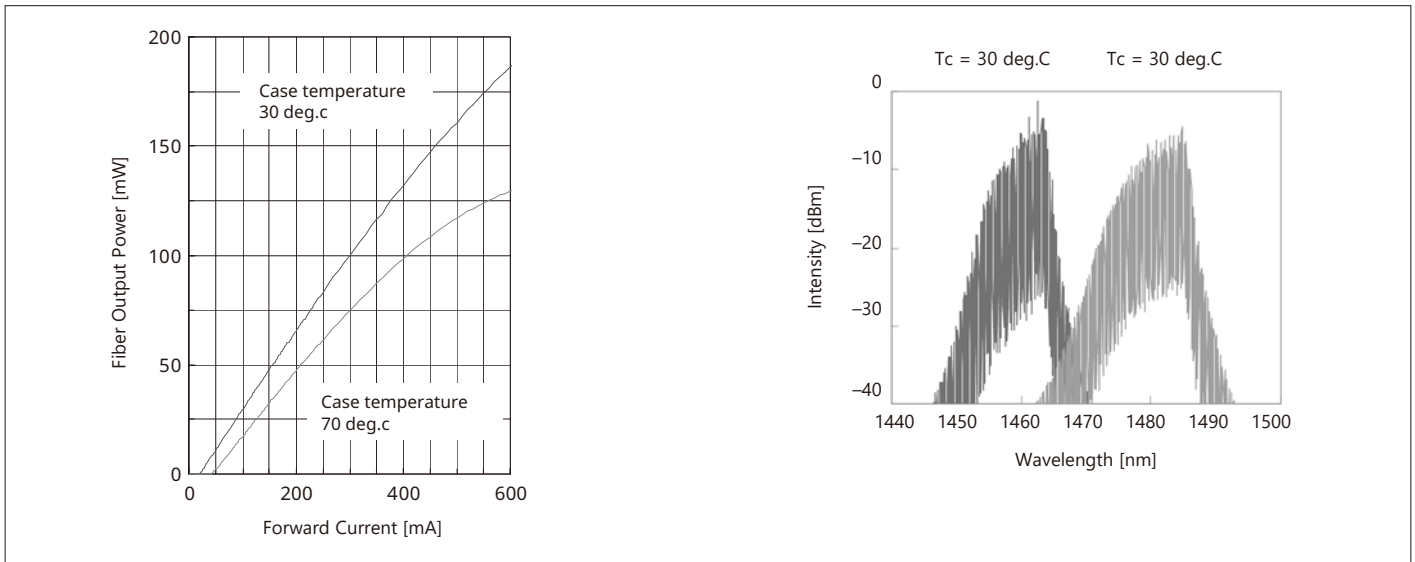 200
150
100
50
0
0
200
400
600
Fiber Output Power [mW]
Case temperature
30 deg.c
Case temperature
70 deg.c
Forward Current [mA]
Tc = 30 deg.C Tc = 30 deg.C
0
−10
−20
−30
−40
Intensity [dBm]
1440 1450 1460 1470 1480 1490 1500
Wavelength [nm]